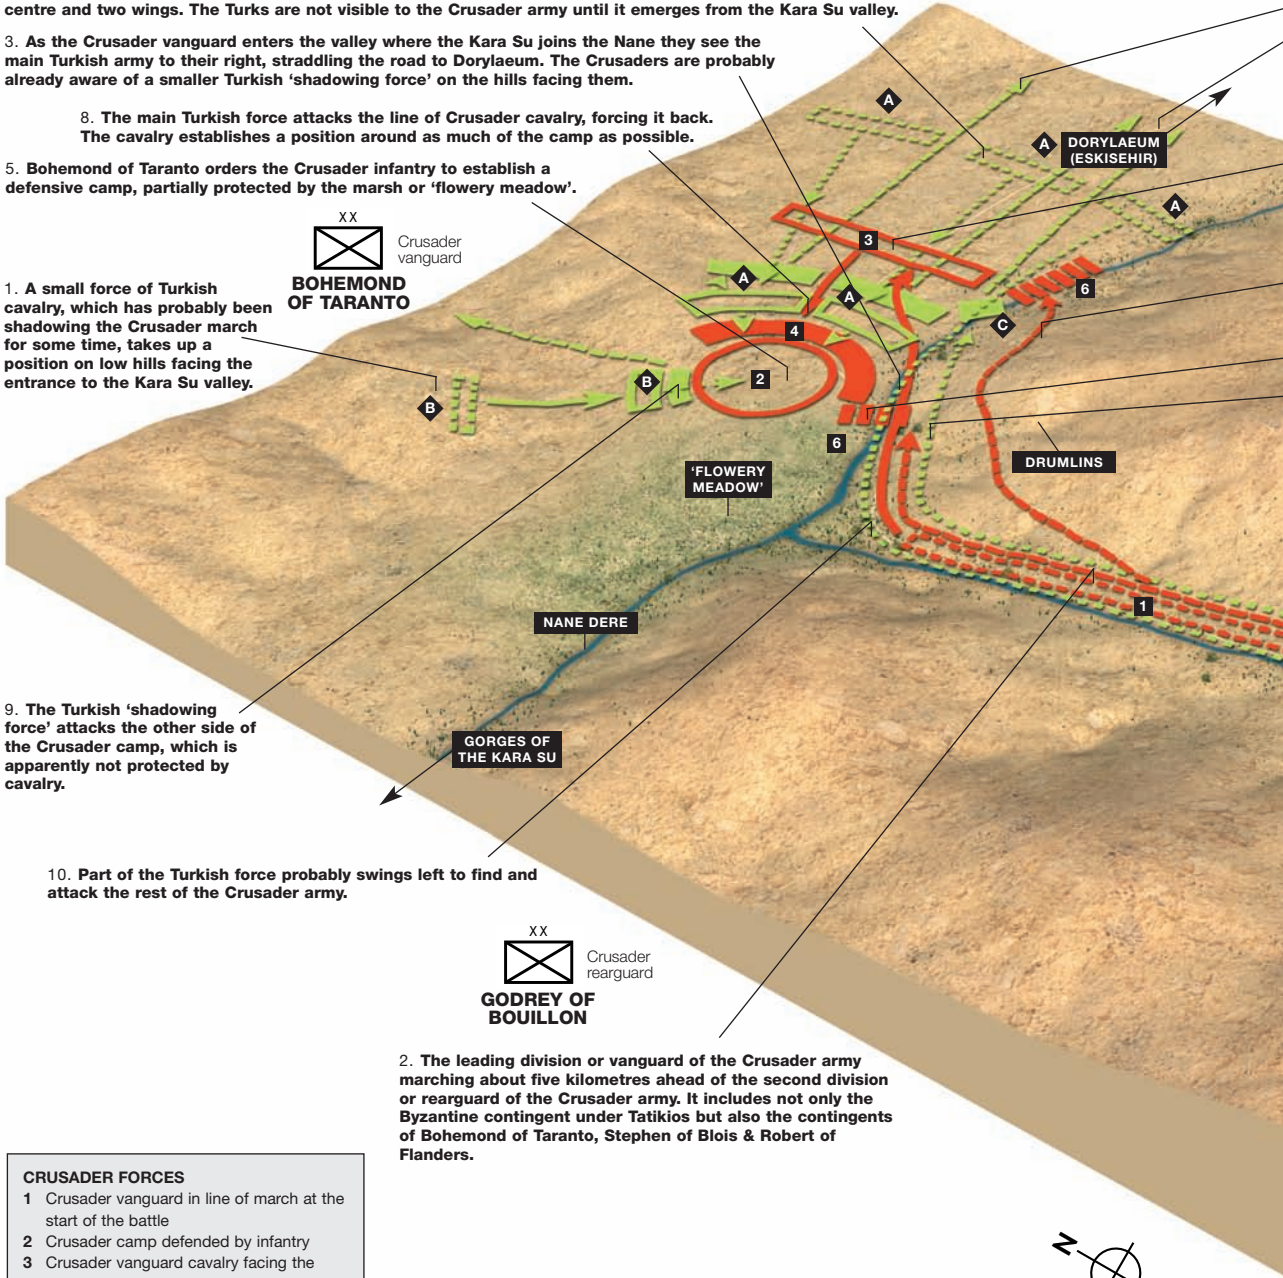 centre and two wings. The Turks are not visible to the Crusader army until it emerges from the Kara Su valley.
3. As the Crusader vanguard enters the valley where the Kara Su joins the Nane they see the
main Turkish army to their right, straddling the road to Dorylaeum. The Crusaders are probably
already aware of a smaller Turkish ‘shadowing force’ on the hills facing them.
8. The main Turkish force attacks the line of Crusader cavalry, forcing it back.
The cavalry establishes a position around as much of the camp as possible.
5. Bohemond of Taranto orders the Crusader infantry to establish a
defensive camp, partially protected by the marsh or ‘flowery meadow’.
A
A
DORYLAEUM
(ESKISEHIR)
A
XX
Crusader
vanguard
BOHEMOND
OF TARANTO
1. A small force of Turkish
cavalry, which has probably been
shadowing the Crusader march
for some time, takes up a
position on low hills facing the
entrance to the Kara Su valley.
3
A
A
6
C
4
B
2
B
6
‘FLOWERY
MEADOW’
DRUMLINS
1
NANE DERE
GORGES OF
THE KARA SU
9. The Turkish ‘shadowing
force’ attacks the other side of
the Crusader camp, which is
apparently not protected by
cavalry.
10. Part of the Turkish force probably swings left to find and
attack the rest of the Crusader army.
XX
Crusader
rearguard
GODREY OF
BOUILLON
2. The leading division or vanguard of the Crusader army
marching about five kilometres ahead of the second division
or rearguard of the Crusader army. It includes not only the
Byzantine contingent under Tatikios but also the contingents
of Bohemond of Taranto, Stephen of Blois & Robert of
Flanders.
CRUSADER FORCES
1 Crusader vanguard in line of march at the
start of the battle
2 Crusader camp defended by infantry
3 Crusader vanguard cavalry facing the
N